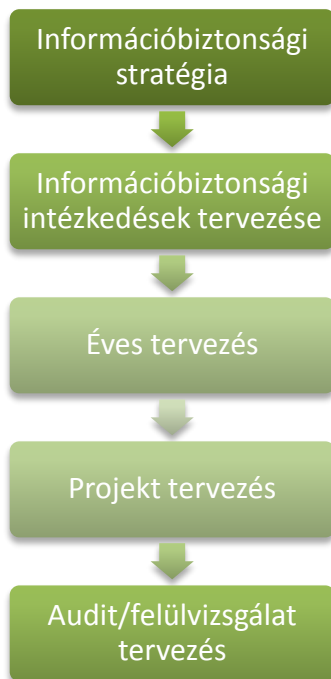 Információbiztonsági
stratégia
Információbiztonsági
intézkedések tervezése
Éves tervezés
Projekt tervezés
Audit/felülvizsgálat
tervezés